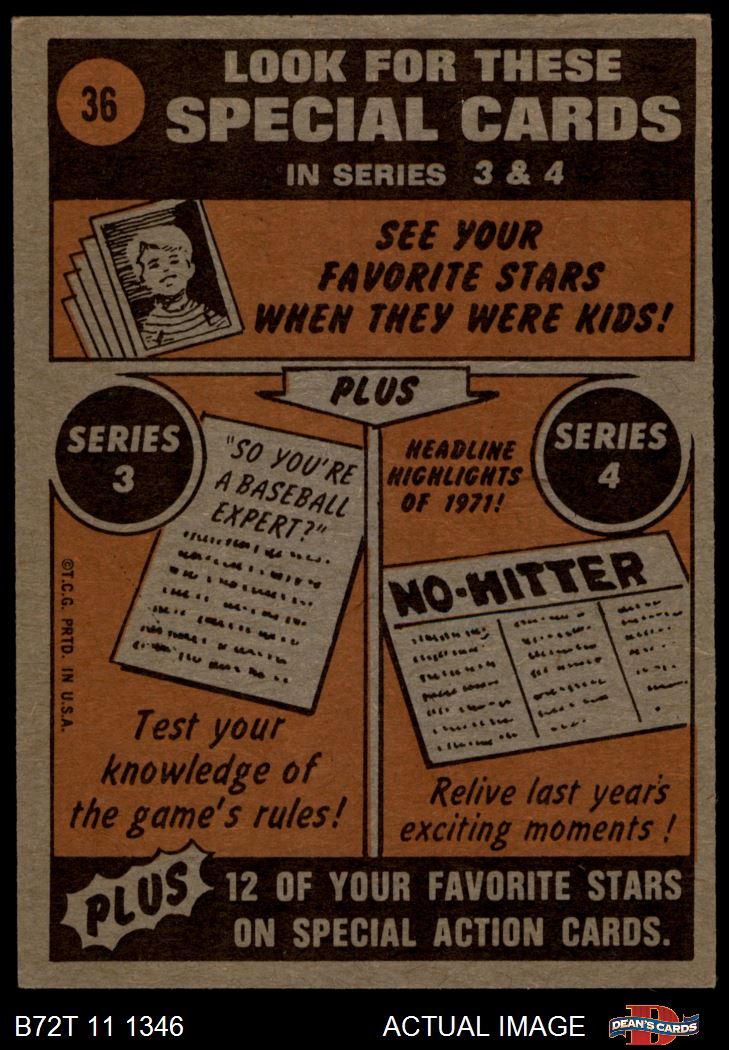 36
LOOK FOR THESE
SPECIAL CARDS
IN SERIES 3 & 4
SEE YOUR
FAVORITE STARS
WHEN THEY WERE KIDS!
PLUS
SERIES
3
"SO YOU'RE
A BASEBALL
EXPERT?"
Test your
knowledge of
the game's rules!
©T.C.G. PRTD. IN U.S.A.
HEADLINE
HIGHLIGHTS
OF 1971!
SERIES
4
NO-HITTER
Relive last year's
exciting moments!
PLUS
12 OF YOUR FAVORITE STARS
ON SPECIAL ACTION CARDS.
B72T 11 1346
ACTUAL IMAGE
DEAN'S CARDS